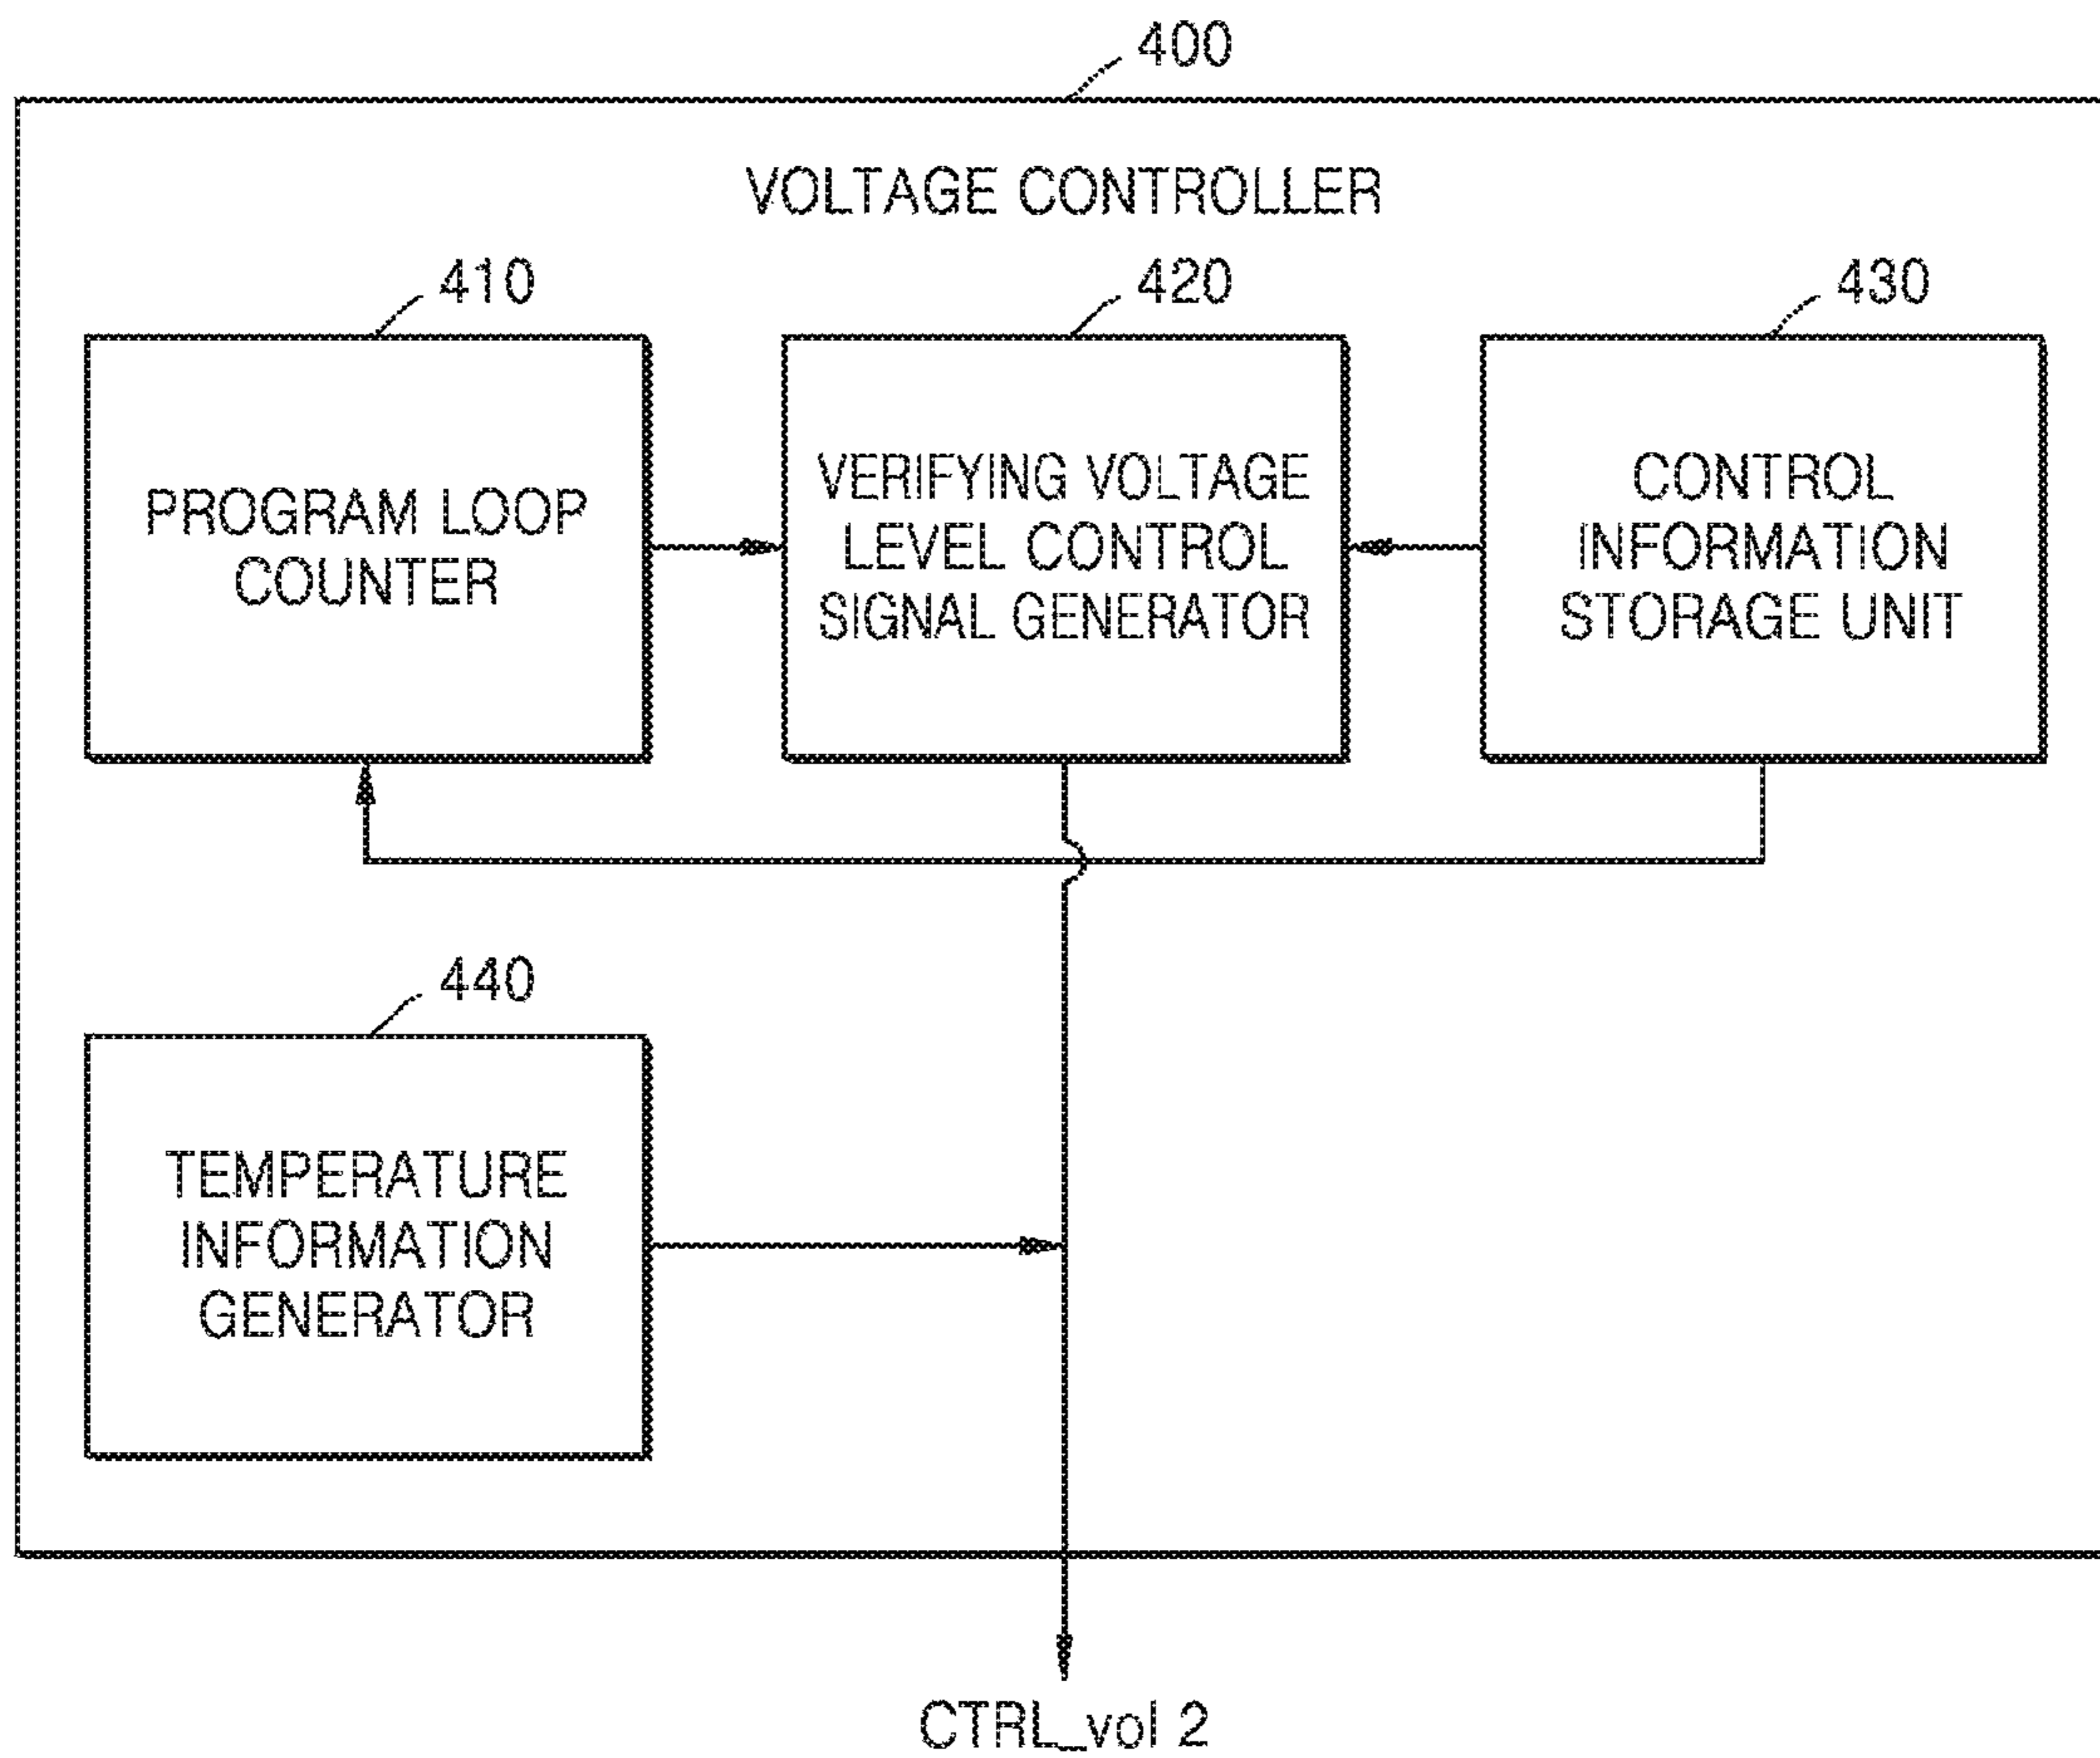 400
VOLTAGE CONTROLLER
410
420
430
PROGRAM LOOP
COUNTER
VERIFYING VOLTAGE
LEVEL CONTROL
SIGNAL GENERATOR
CONTROL
INFORMATION
STORAGE UNIT
440
TEMPERATURE
INFORMATION
GENERATOR
CTRL_vol 2